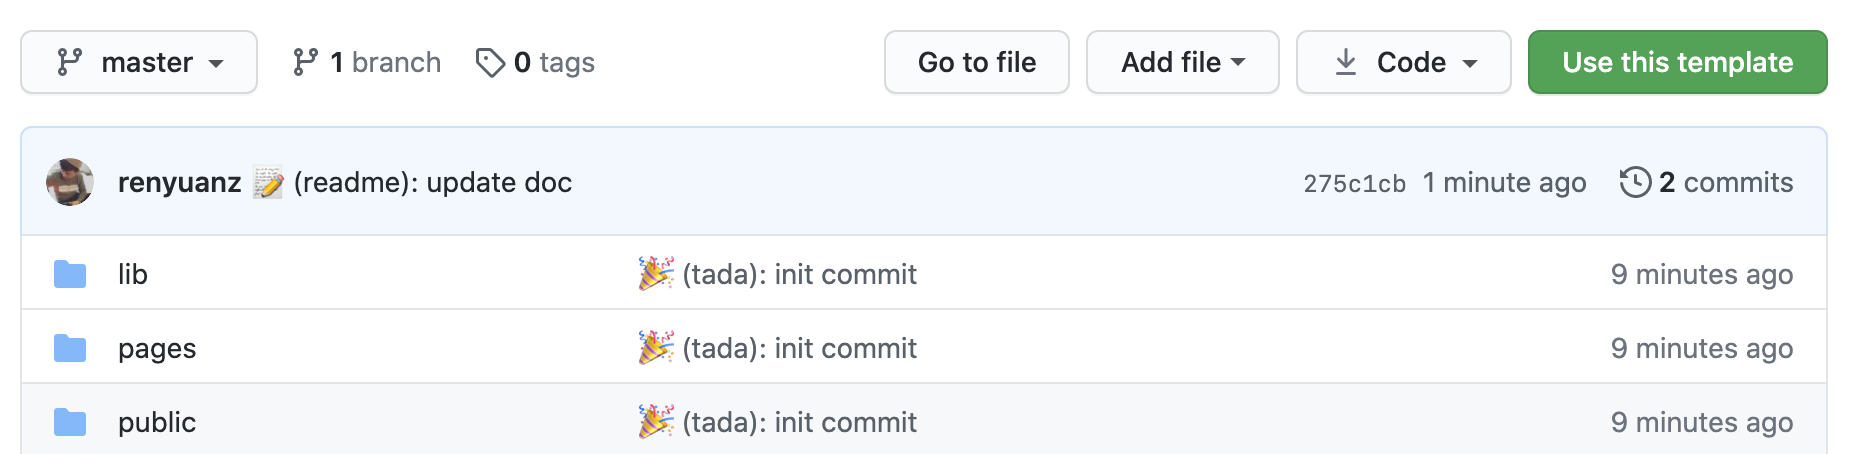 master 1 branch 0 tags Go to file Add file Code Use this template
renyuanz 📝 (readme): update doc 275c1cb 1 minute ago 2 commits
lib 🎉 (tada): init commit 9 minutes ago
pages 🎉 (tada): init commit 9 minutes ago
public 🎉 (tada): init commit 9 minutes ago